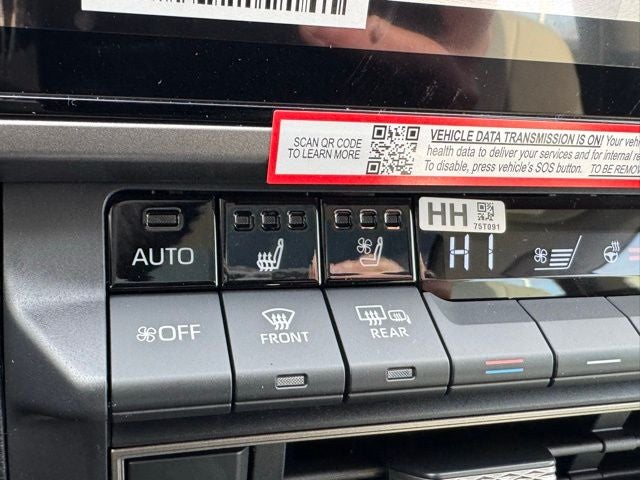 SCAN QR CODE
TO LEARN MORE
VEHICLE DATA TRANSMISSION IS ON! Your vehi
health data to deliver your services and for internal re
To disable, press vehicle's SOS button. TO BE REMOV
HH
75T091
AUTO
HI
OFF
FRONT
REAR